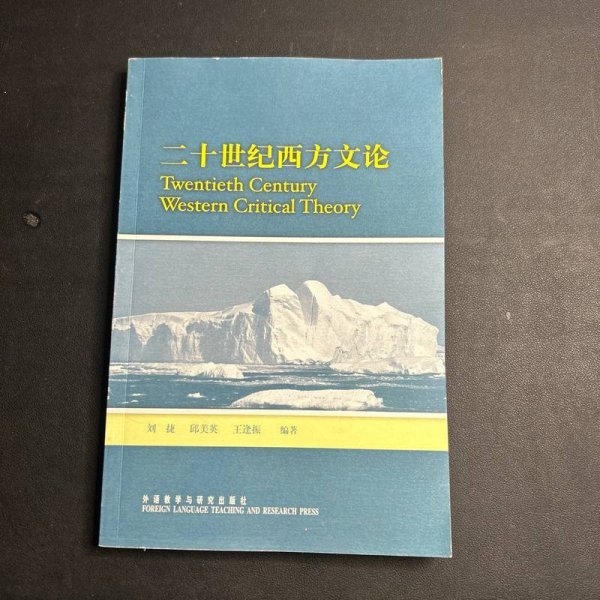 二十世纪西方文论
Twentieth Century
Western Critical Theory
刘 捷 邱美英 王逢振 编著
外语教学与研究出版社
FOREIGN LANGUAGE TEACHING AND RESEARCH PRESS